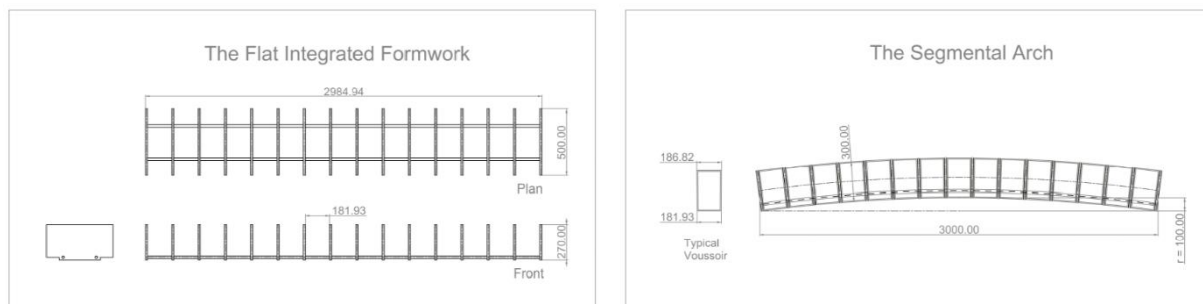 The Flat Integrated Formwork
2984.94
500.00
Plan
181.93
270.00
Front
The Segmental Arch
186.82
300.00
181.93
3000.00
r = 100.00
Typical
Voussoir